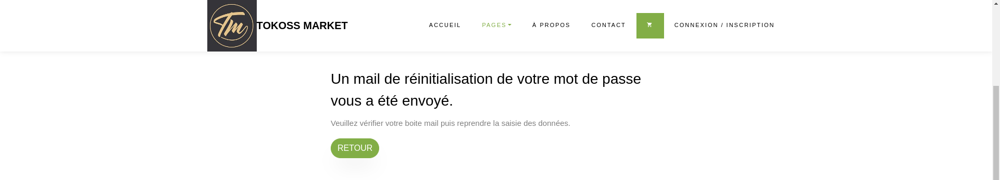 Tm TOKOSS MARKET
ACCUEIL PAGES À PROPOS CONTACT CONNEXION / INSCRIPTION
Un mail de réinitialisation de votre mot de passe
vous a été envoyé.
Veuillez vérifier votre boite mail puis reprendre la saisie des données.
RETOUR